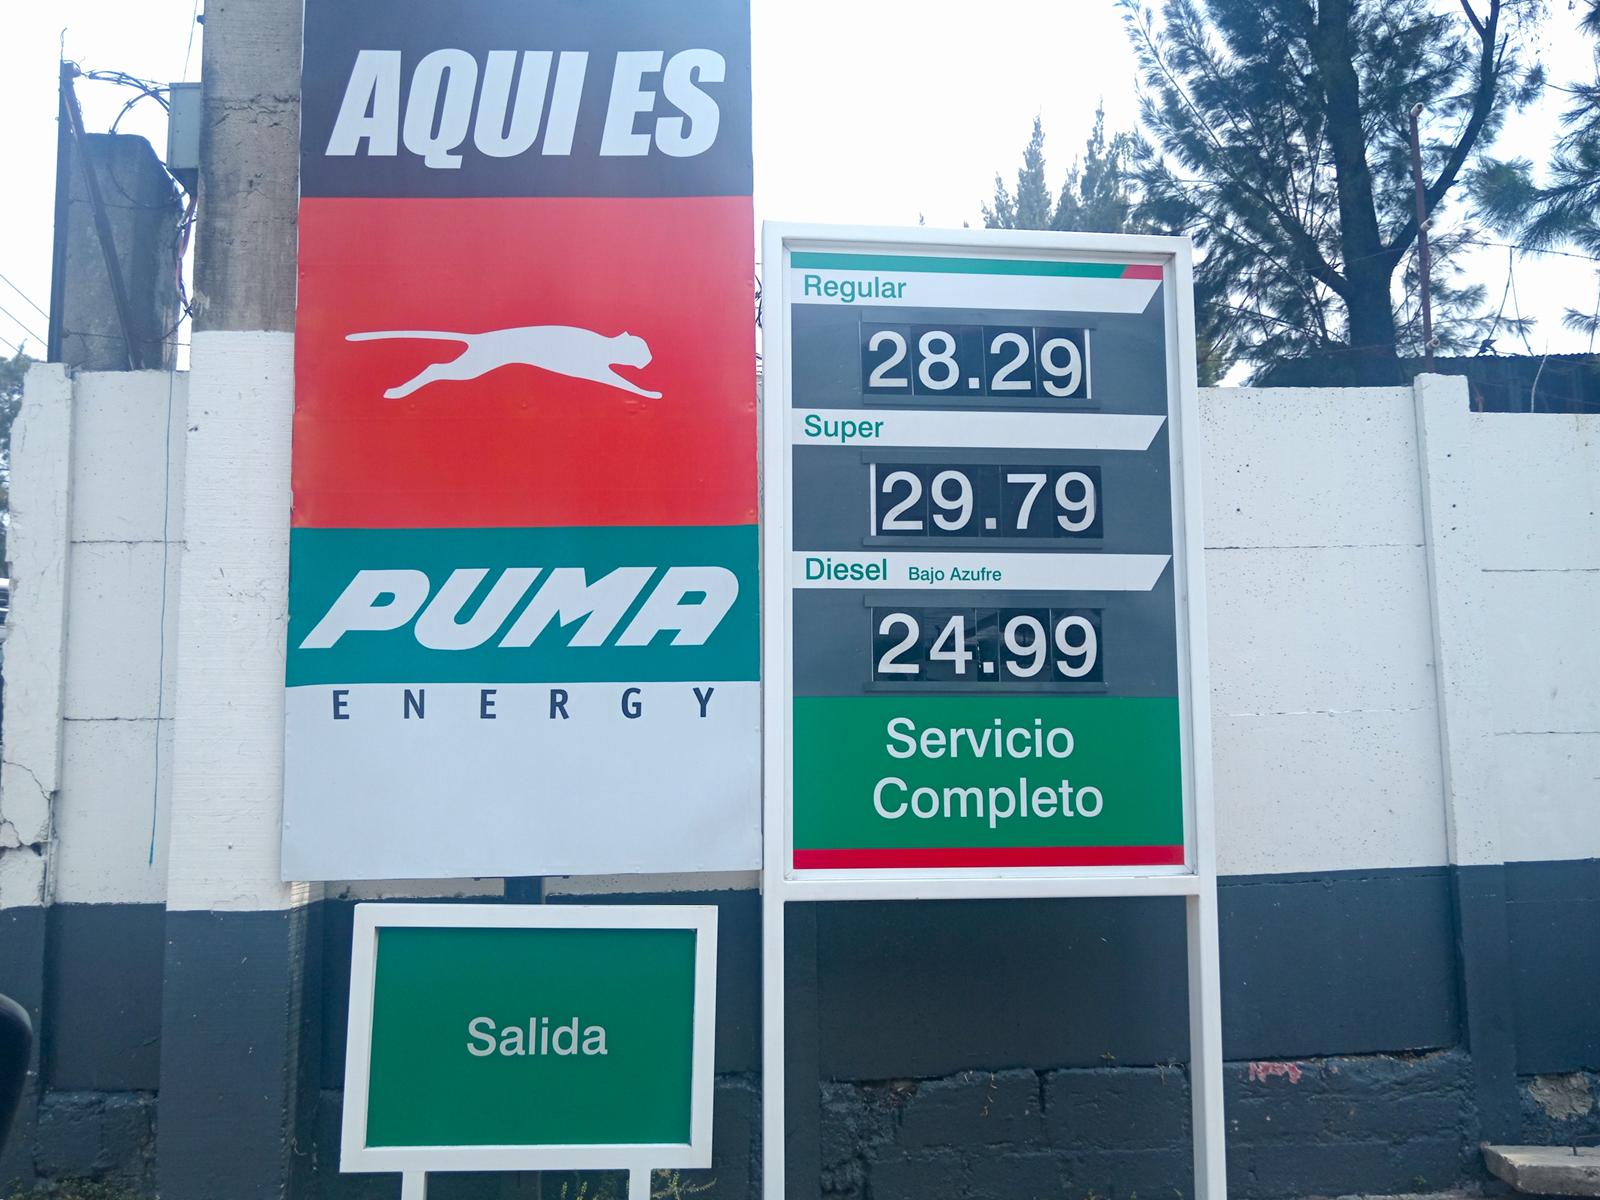 AQUI ES
PUMA
ENERGY
Regular
28.29
Super
29.79
Diesel Bajo Azufre
24.99
Servicio
Completo
Salida